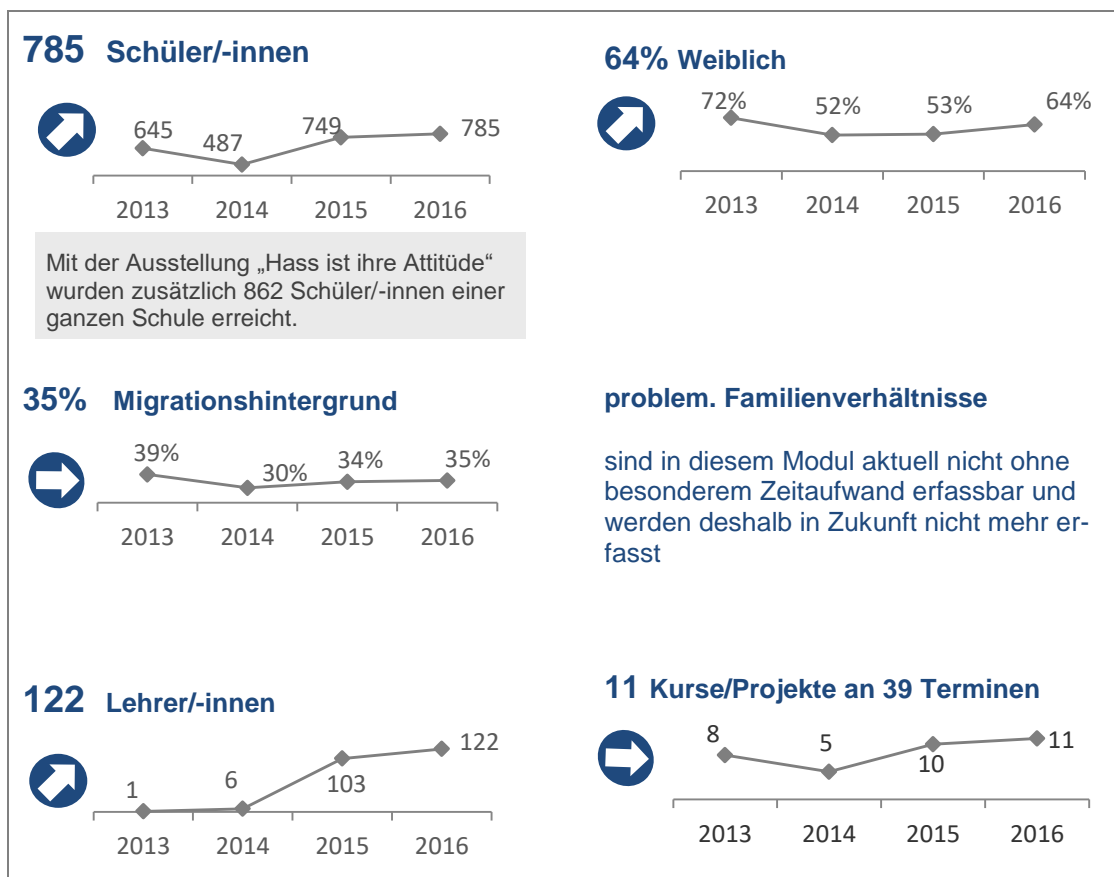 785 Schüler/-innen
645 487 749 785
2013 2014 2015 2016
Mit der Ausstellung „Hass ist ihre Attitüde“
wurden zusätzlich 862 Schüler/-innen einer
ganzen Schule erreicht.
64% Weiblich
72% 52% 53% 64%
2013 2014 2015 2016
35% Migrationshintergrund
39% 30% 34% 35%
2013 2014 2015 2016
problem. Familienverhältnisse
sind in diesem Modul aktuell nicht ohne
besonderem Zeitaufwand erfassbar und
werden deshalb in Zukunft nicht mehr er-
fasst
122 Lehrer/-innen
1 6 103 122
2013 2014 2015 2016
11 Kurse/Projekte an 39 Terminen
8 5 10 11
2013 2014 2015 2016